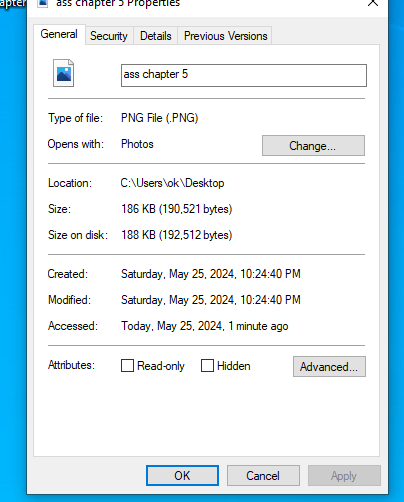 ass chapter 5 Properties
General
Security
Details
Previous Versions
ass chapter 5
Type of file: PNG File (.PNG)
Opens with: Photos
Change...
Location: C:\Users\ok\Desktop
Size: 186 KB (190,521 bytes)
Size on disk: 188 KB (192,512 bytes)
Created: Saturday, May 25, 2024, 10:24:40 PM
Modified: Saturday, May 25, 2024, 10:24:40 PM
Accessed: Today, May 25, 2024, 1 minute ago
Attributes: Read-only Hidden
Advanced...
OK
Cancel
Apply